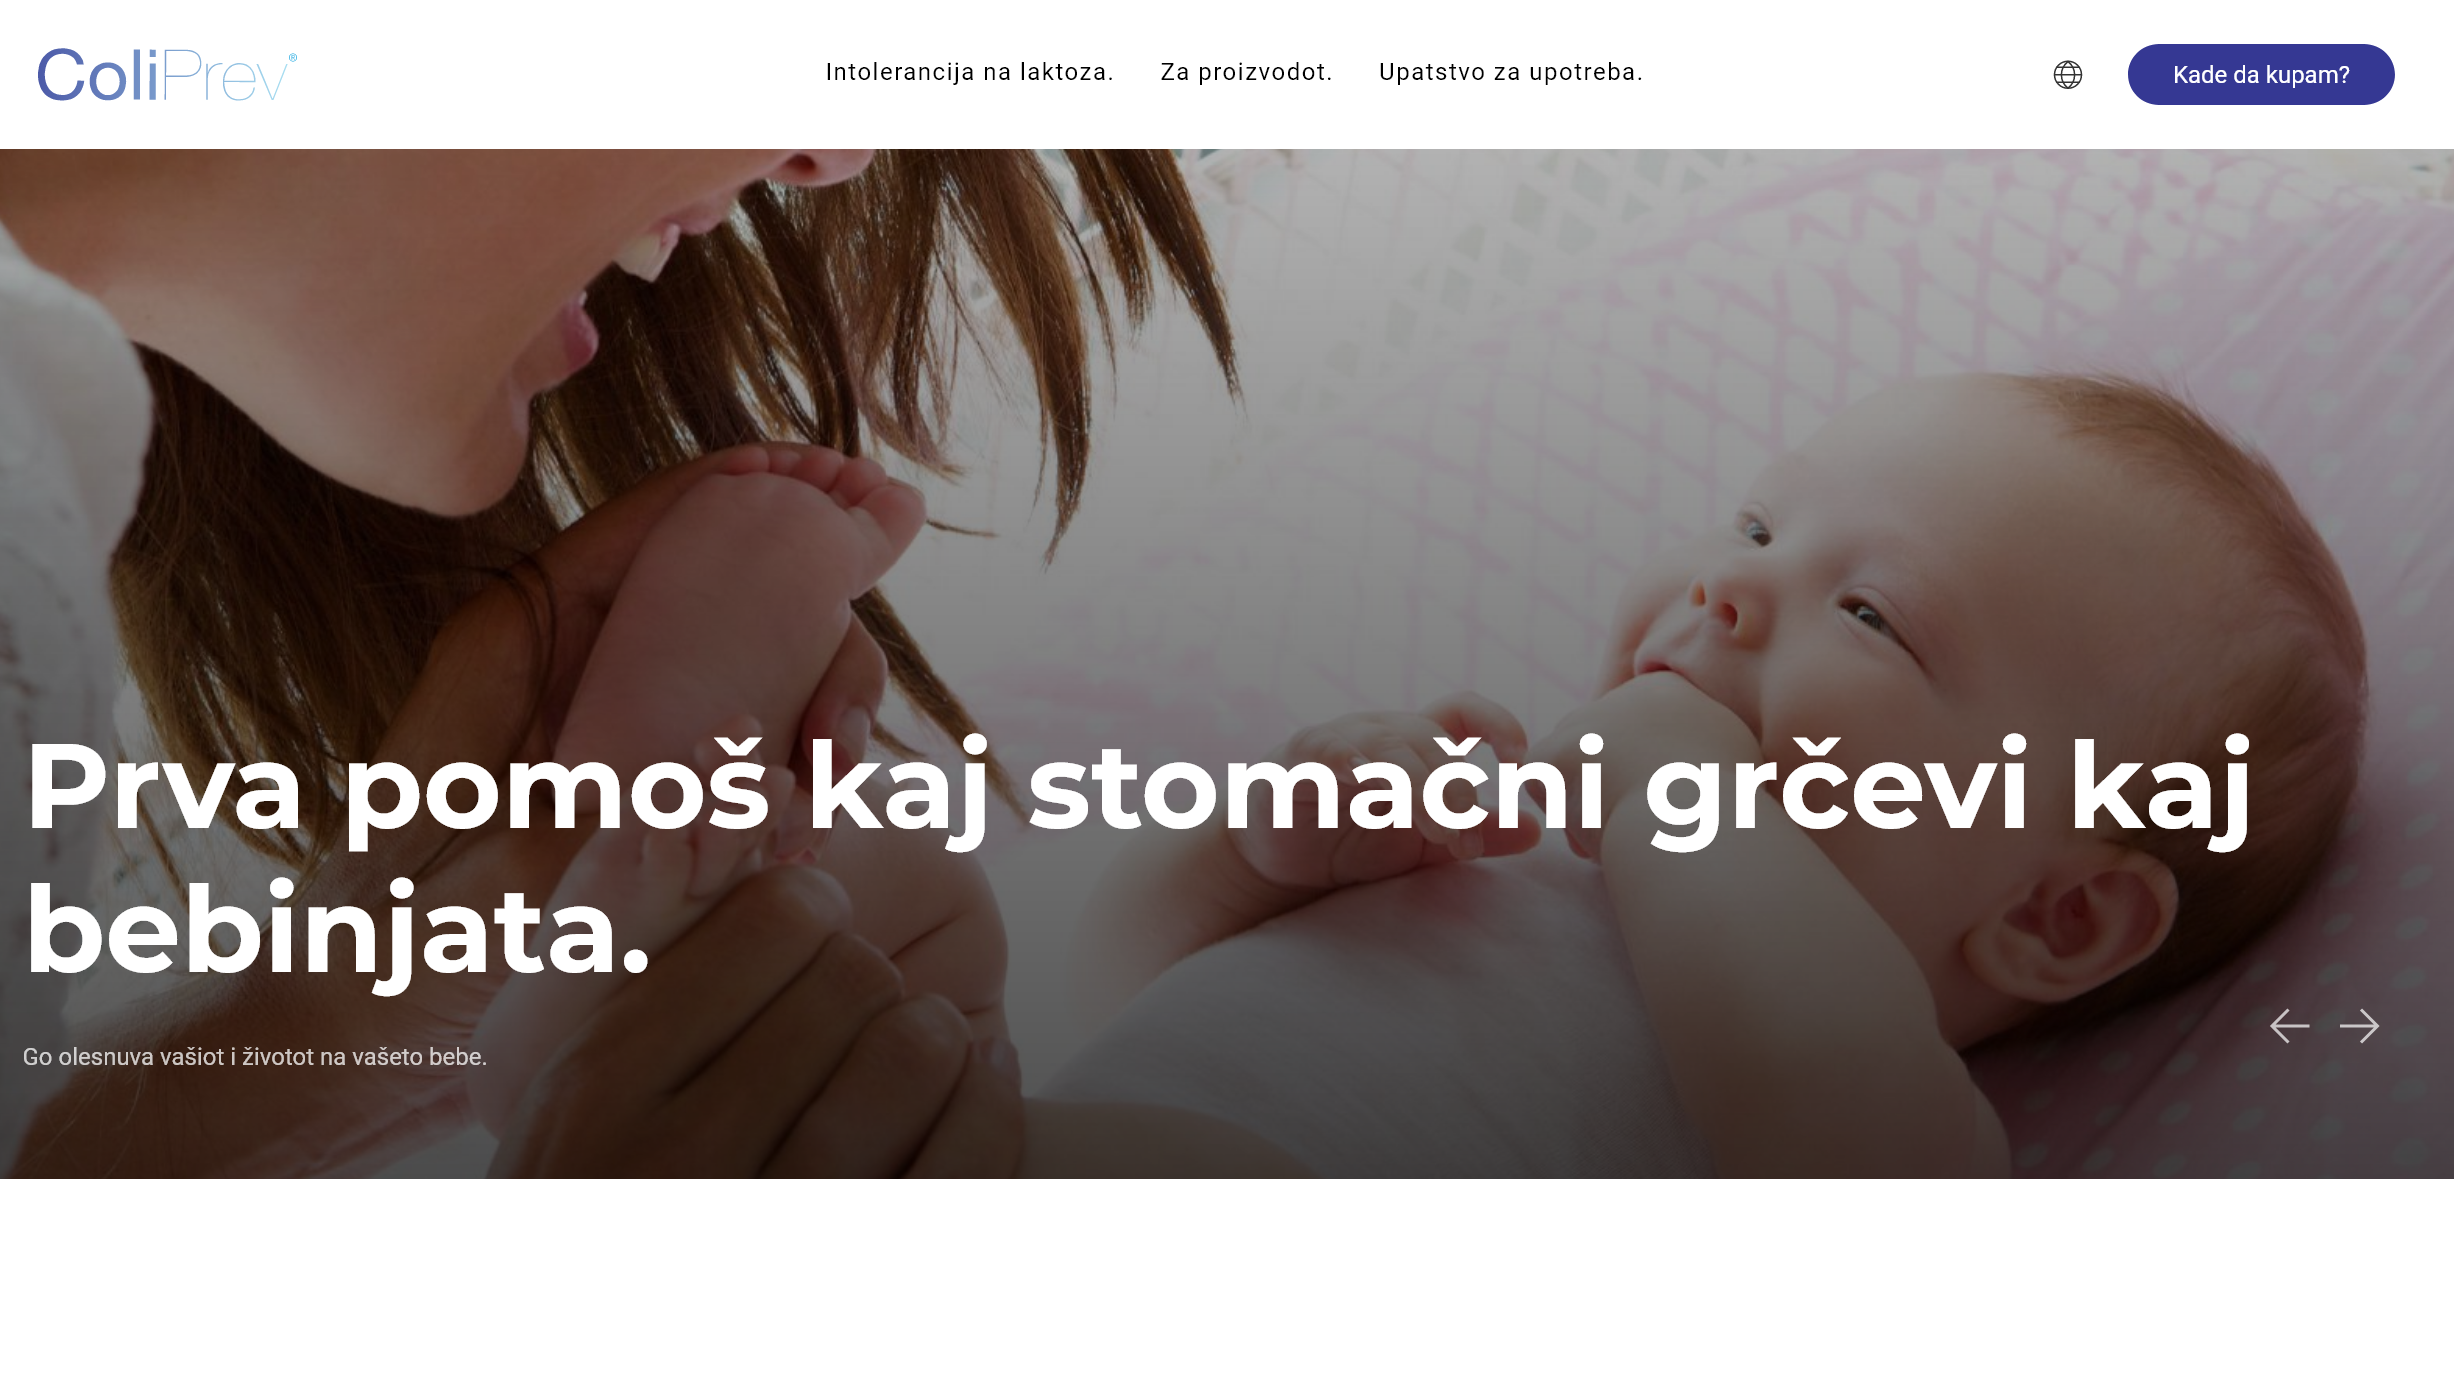 ColiPrev®
Intolerancija na laktoza.
Za proizvodot.
Upatstvo za upotreba.
Kade da kupam?
Prva pomoš kaj stomačni grčevi kaj
bebinjata.
Go olesnuva vašiot i životot na vašeto bebe.